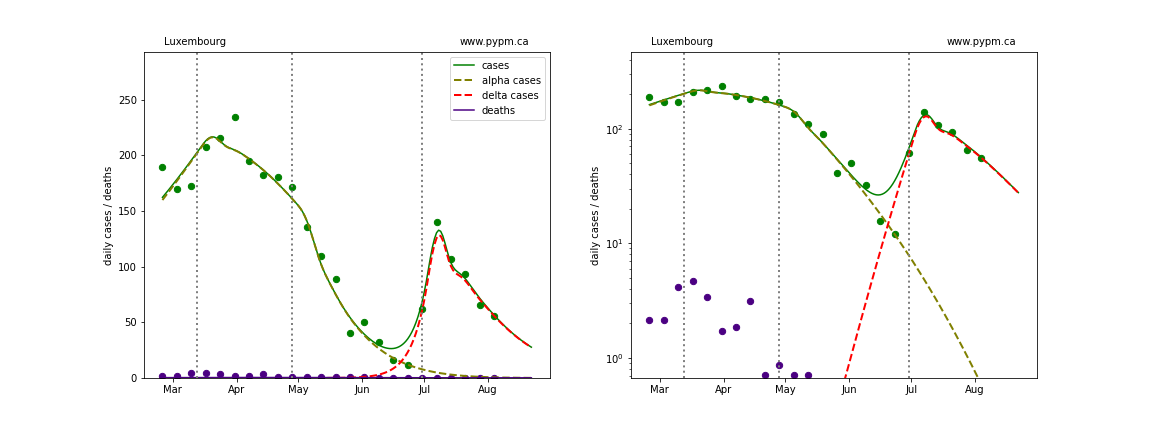 Luxembourg www.pypm.ca
cases
alpha cases
delta cases
deaths
daily cases / deaths
250
200
150
100
50
0
Mar Apr May Jun Jul Aug
Luxembourg www.pypm.ca
daily cases / deaths
10²
10¹
10⁰
Mar Apr May Jun Jul Aug